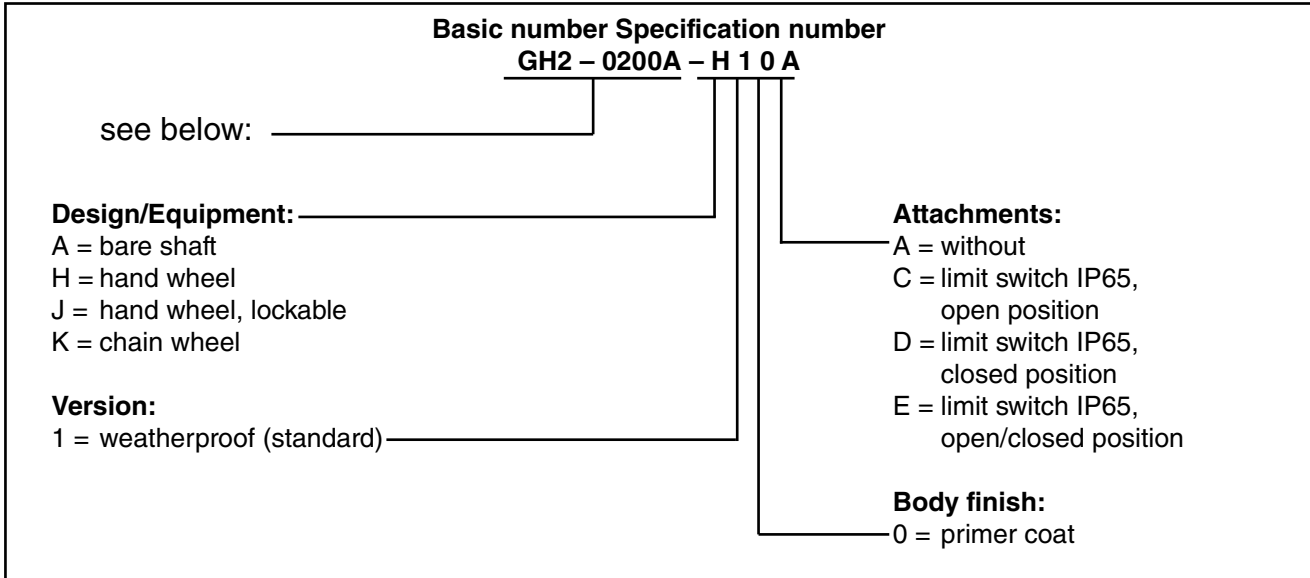 Basic number Specification number
GH2 – 0200A – H 1 0 A
see below:
Design/Equipment:
A = bare shaft
H = hand wheel
J = hand wheel, lockable
K = chain wheel
Version:
1 = weatherproof (standard)
Attachments:
A = without
C = limit switch IP65,
open position
D = limit switch IP65,
closed position
E = limit switch IP65,
open/closed position
Body finish:
0 = primer coat